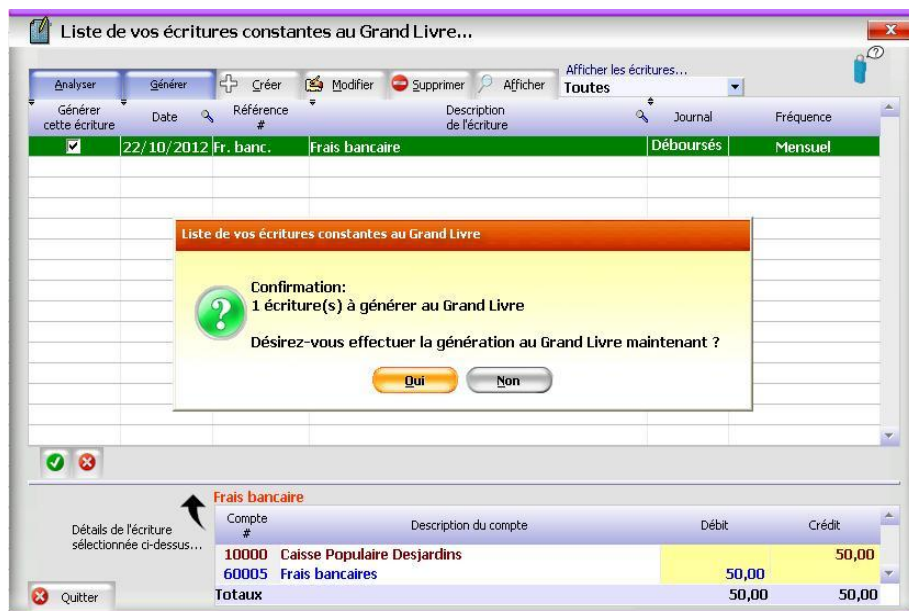 Liste de vos écritures constantes au Grand Livre...
Afficher les écritures...
Analyser Générer Créer Modifier Supprimer Afficher Toutes
Générer cette écriture Date Référence # Description de l'écriture Journal Fréquence
22/10/2012 Fr. banc. Frais bancaire Déboursés Mensuel
Liste de vos écritures constantes au Grand Livre
Confirmation:
1 écriture(s) à générer au Grand Livre
Désirez-vous effectuer la génération au Grand Livre maintenant ?
Oui Non
Frais bancaire
Détails de l'écriture sélectionnée ci-dessus...
Compte # Description du compte Débit Crédit
10000 Caisse Populaire Desjardins 50,00
60005 Frais bancaires 50,00
Quitter
Totaux 50,00 50,00